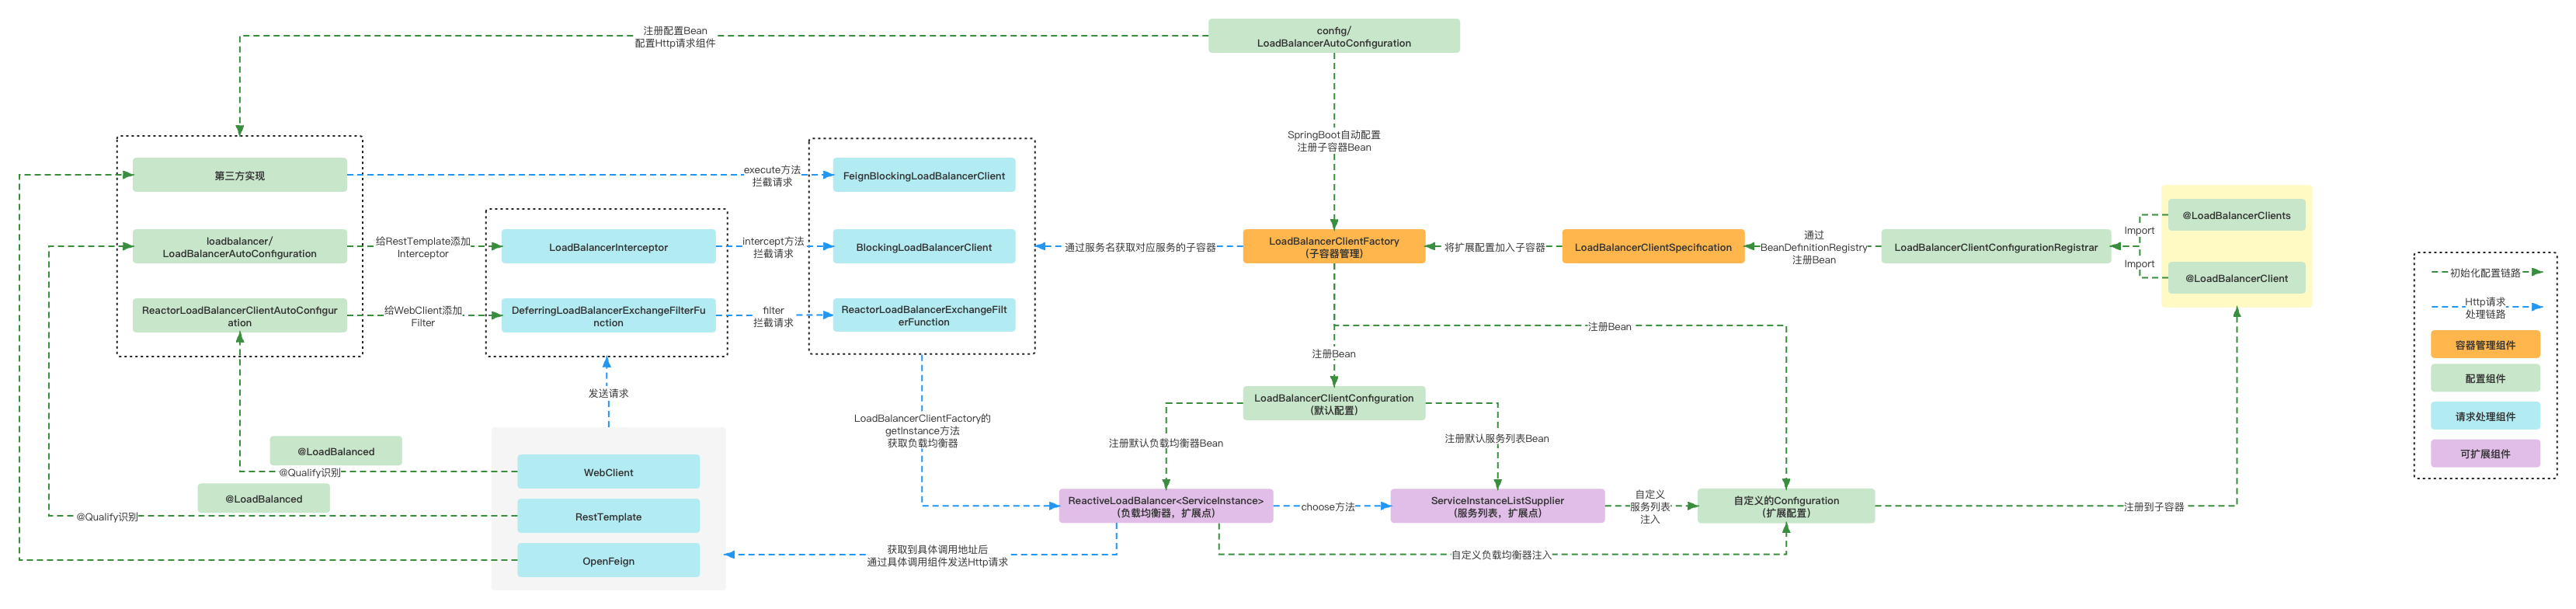 注册配置Bean
配置Http请求组件
config/
LoadBalancerAutoConfiguration
SpringBoot自动配置
注册子容器Bean
第三方实现
execute方法
拦截请求
FeignBlockingLoadBalancerClient
loadbalancer/
LoadBalancerAutoConfiguration
给RestTemplate添加
Interceptor
LoadBalancerInterceptor
intercept方法
拦截请求
BlockingLoadBalancerClient
通过服务名获取对应服务的子容器
LoadBalancerClientFactory
(子容器管理)
将扩展配置加入子容器
LoadBalancerClientSpecification
通过
BeanDefinitionRegistry
注册Bean
LoadBalancerClientConfigurationRegistrar
Import
Import
@LoadBalancerClients
@LoadBalancerClient
ReactorLoadBalancerClientAutoConfigur
ation
给WebClient添加
Filter
DeferringLoadBalancerExchangeFilterFu
nction
filter
拦截请求
ReactorLoadBalancerExchangeFilt
erFunction
初始化配置链路
Http请求
处理链路
容器管理组件
配置组件
请求处理组件
可扩展组件
注册Bean
注册Bean
发送请求
LoadBalancerClientFactory的
getInstance方法
获取负载均衡器
LoadBalancerClientConfiguration
(默认配置)
注册默认负载均衡器Bean
注册默认服务列表Bean
@LoadBalanced
@Qualify识别
@LoadBalanced
@Qualify识别
WebClient
RestTemplate
OpenFeign
ReactiveLoadBalancer<ServiceInstance>
(负载均衡器，扩展点)
choose方法
ServiceInstanceListSupplier
(服务列表，扩展点)
自定义
服务列表
注入
自定义的Configuration
(扩展配置)
注册到子容器
获取到具体调用地址后
通过具体调用组件发送Http请求
自定义负载均衡器注入